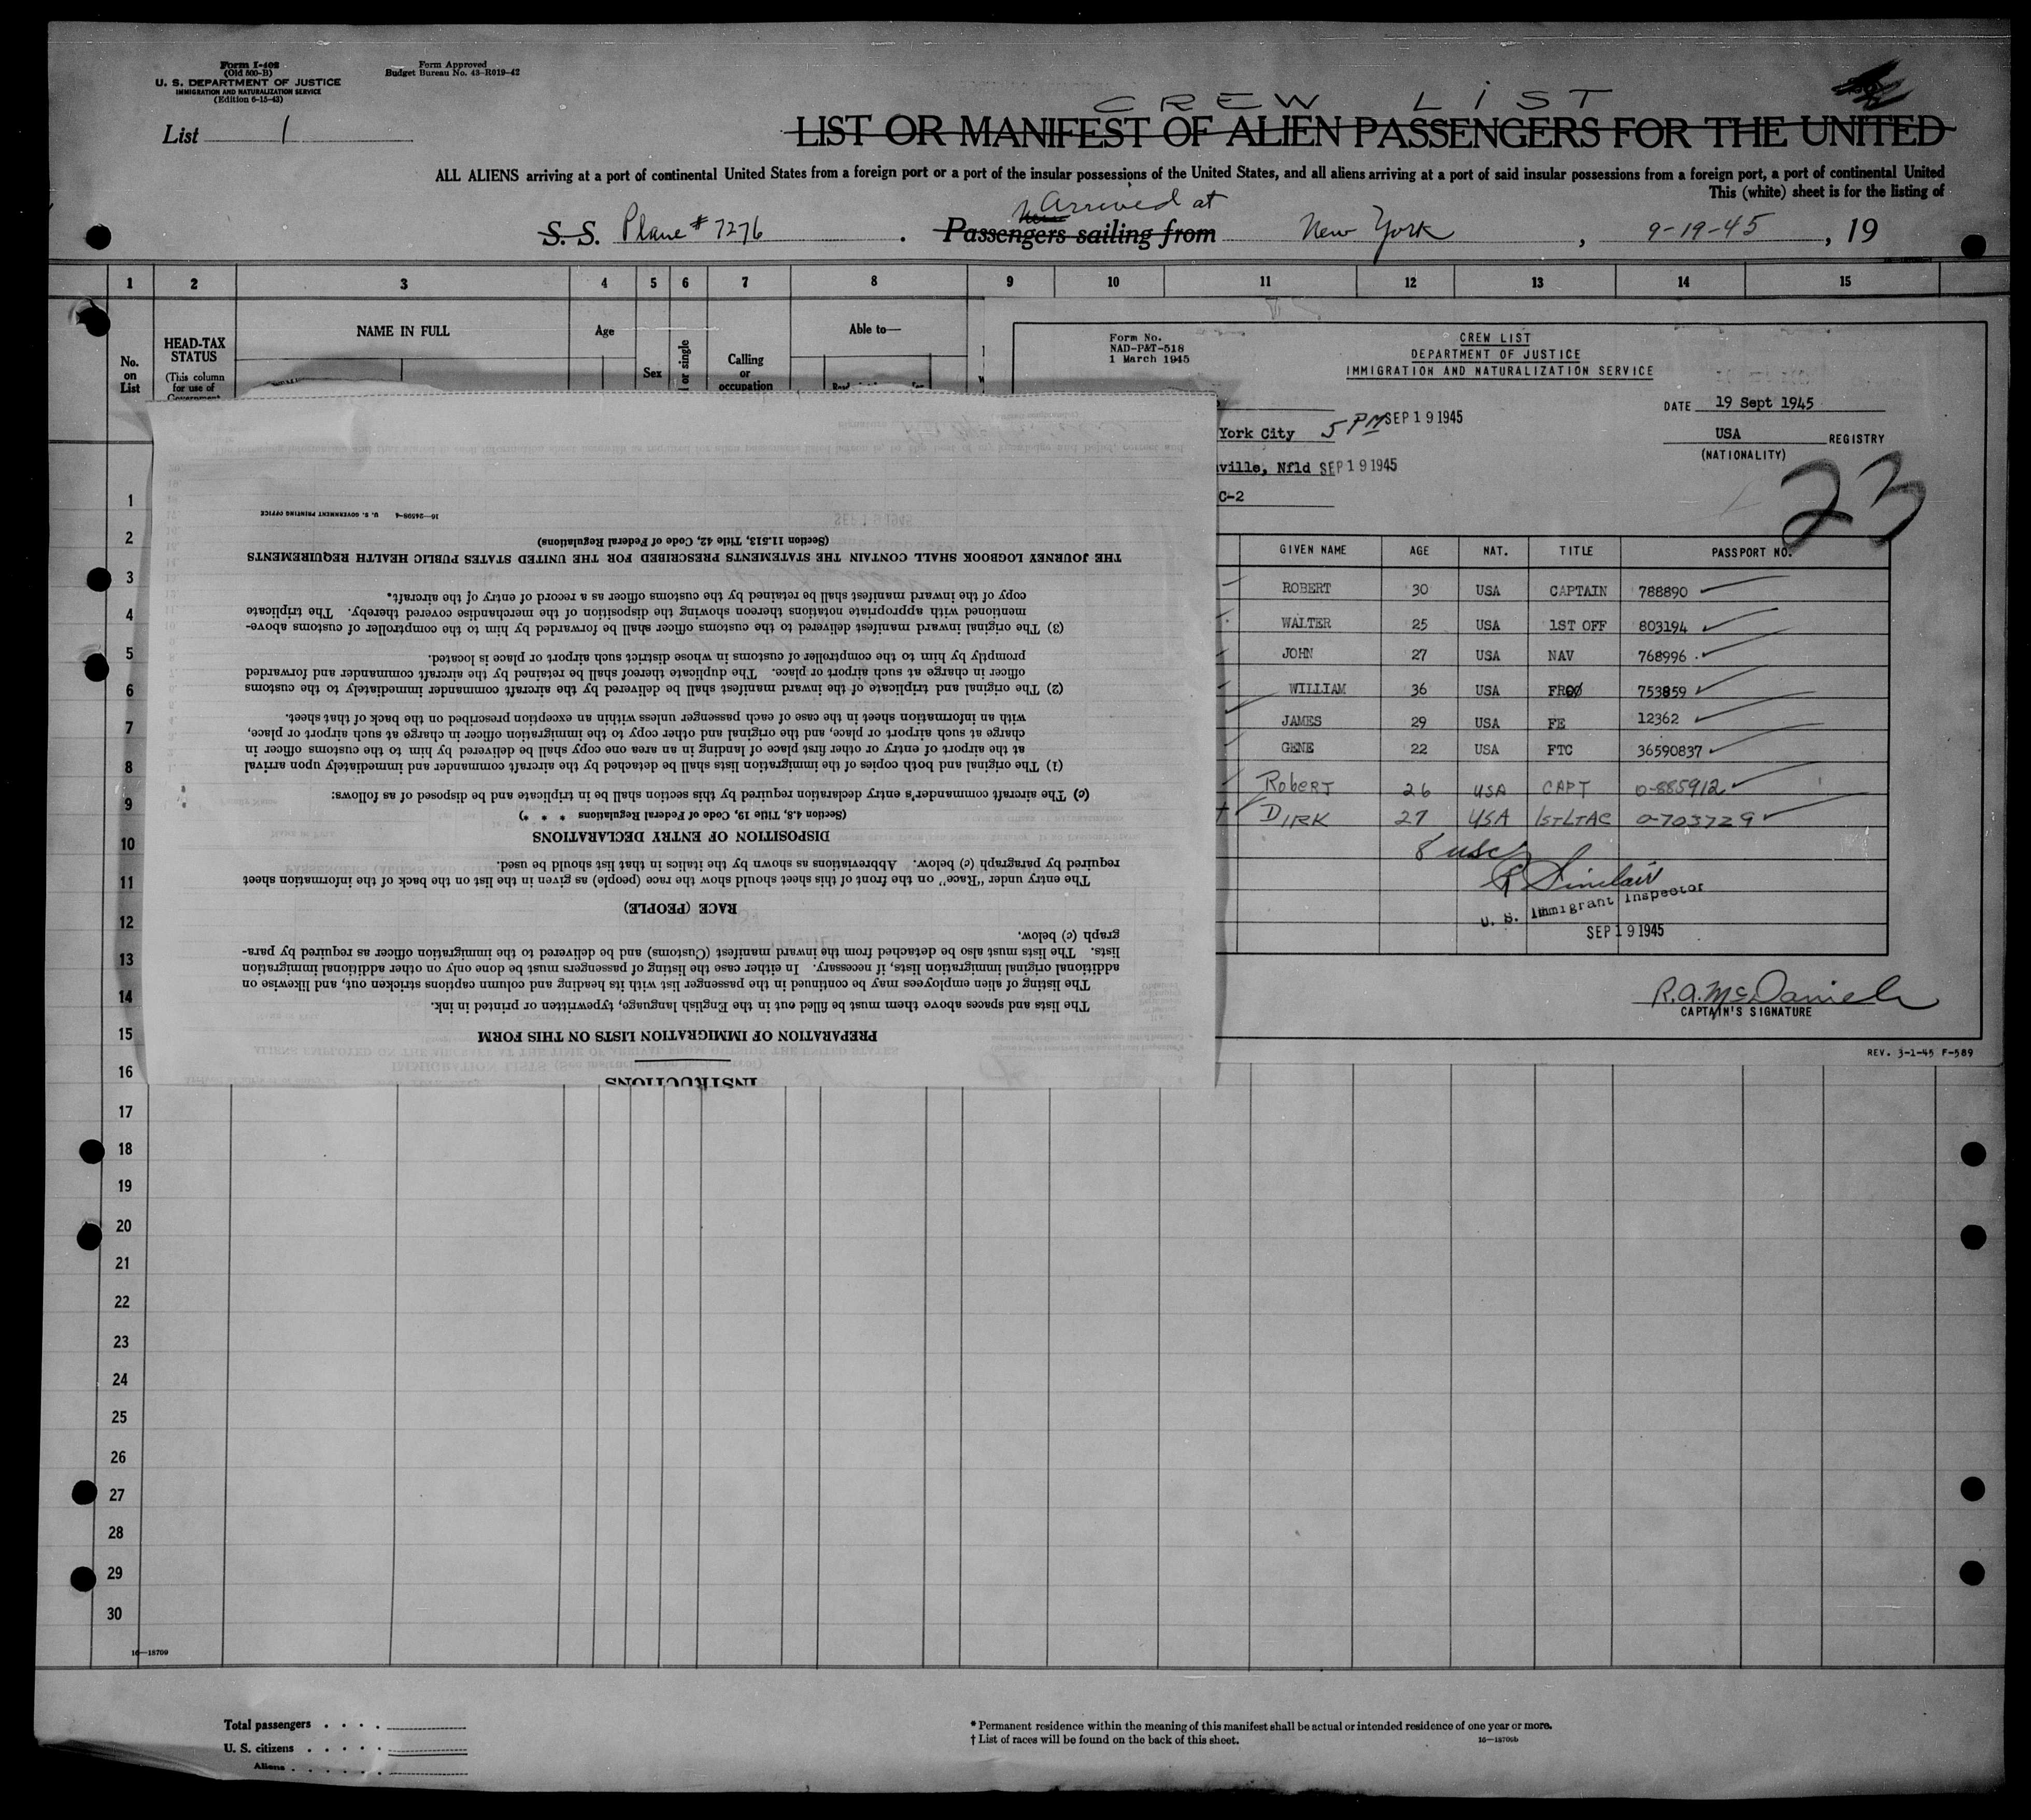 Form I-408
(Old 500-B)
U. S. DEPARTMENT OF JUSTICE
IMMIGRATION AND NATURALIZATION SERVICE
(Edition 6-15-43)
Form Approved
Budget Bureau No. 43-R019-42
List 1
CREW LIST
LIST OR MANIFEST OF ALIEN PASSENGERS FOR THE UNITED
ALL ALIENS arriving at a port of continental United States from a foreign port or a port of the insular possessions of the United States, and all aliens arriving at a port of said insular possessions from a foreign port, a port of continental United
This (white) sheet is for the listing of
Arrived at
S. S. Plane # 7276 . Passengers sailing from New York , 9-19-45 , 19
1 2 3 4 5 6 7 8 9 10 11 12 13 14 15
No. on List
HEAD-TAX STATUS
(This column for use of
NAME IN FULL
Age
Sex
or single
Calling or occupation
Able to—
Form No.
NAD-P&T-518
1 March 1945
CREW LIST
DEPARTMENT OF JUSTICE
IMMIGRATION AND NATURALIZATION SERVICE
DATE 19 Sept 1945
York City 5 PM SEP 19 1945
USA REGISTRY
(NATIONALITY)
ville, Nfld SEP 19 1945
C-2
23
GIVEN NAME AGE NAT. TITLE PASSPORT NO.
ROBERT 30 USA CAPTAIN 788890
WALTER 25 USA 1ST OFF 803194
JOHN 27 USA NAV 768996
WILLIAM 36 USA FRO 753859
JAMES 29 USA FE 12362
GENE 22 USA FTC 36590837
Robert 26 USA CAPT 0-885912
DIRK 27 USA 1st LT AC 0-703729
8 usc
R Sinclair
U. S. Immigrant Inspector
SEP 19 1945
R.A. McDaniel
CAPTAIN'S SIGNATURE
REV. 3-1-45 F-589
INSTRUCTIONS
PREPARATION OF IMMIGRATION LISTS ON THIS FORM
The lists and spaces above them must be filled out in the English language, typewritten or printed in ink.
The listing of alien employees may be continued in the passenger list with its heading and column captions stricken out, and likewise on
additional original immigration lists, if necessary. In either case the listing of passengers must be done only on other additional immigration
lists. The lists must also be detached from the inward manifest (Customs) and be delivered to the immigration officer as required by para-
graph (c) below.
RACE (PEOPLE)
The entry under "Race" on the front of this sheet should show the race (people) as given in the list on the back of the information sheet
required by paragraph (c) below. Abbreviations as shown by the italics in that list should be used.
DISPOSITION OF ENTRY DECLARATIONS
(Section 4.8, Title 19, Code of Federal Regulations * * *)
(c) The aircraft commander's entry declaration required by this section shall be in triplicate and be disposed of as follows:
(1) The original and both copies of the immigration lists shall be detached by the aircraft commander and immediately upon arrival
at the airport of entry or other first place of landing in an area one copy shall be delivered by him to the customs officer in
charge at such airport or place, and the original and other copy to the immigration officer in charge at such airport or place,
with an information sheet in the case of each passenger unless within an exception prescribed on the back of that sheet.
(2) The original and triplicate of the inward manifest shall be delivered by the aircraft commander immediately to the customs
officer in charge at such airport or place. The duplicate thereof shall be retained by the aircraft commander and forwarded
promptly by him to the comptroller of customs in whose district such airport or place is located.
(3) The original inward manifest delivered to the customs officer shall be forwarded by him to the comptroller of customs above-
mentioned with appropriate notations thereon showing the disposition of the merchandise covered thereby. The triplicate
copy of the inward manifest shall be retained by the customs officer as a record of entry of the aircraft.
THE JOURNEY LOGBOOK SHALL CONTAIN THE STATEMENTS PRESCRIBED FOR THE UNITED STATES PUBLIC HEALTH REQUIREMENTS
(Section 11.513, Title 42, Code of Federal Regulations)
16—24598-4 U. S. GOVERNMENT PRINTING OFFICE
1
2
3
4
5
6
7
8
9
10
11
12
13
14
15
16
17
18
19
20
21
22
23
24
25
26
27
28
29
30
16—18709
Total passengers . . . .
U. S. citizens . . . . .
Aliens . . . . . .
* Permanent residence within the meaning of this manifest shall be actual or intended residence of one year or more.
† List of races will be found on the back of this sheet.
16—18709b